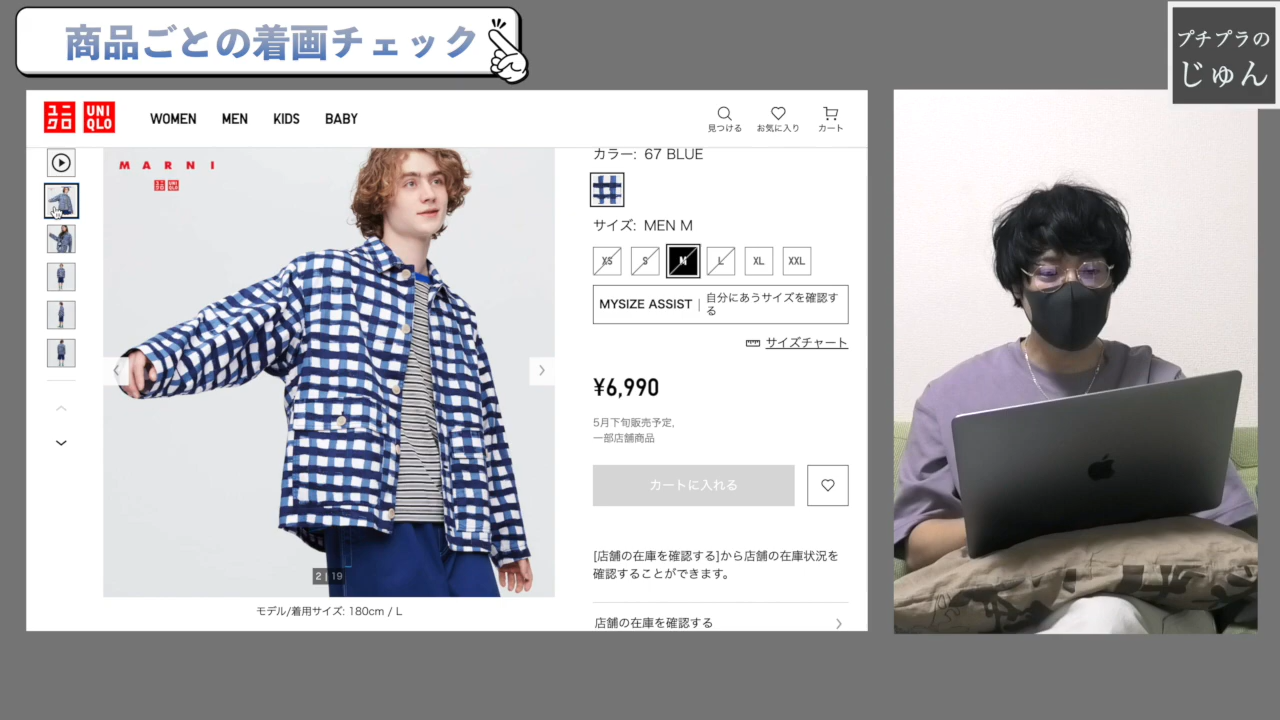 商品ごとの着画チェック
プチプラの
じゅん
ユニクロ
UNIQLO
WOMEN
MEN
KIDS
BABY
見つける
お気に入り
カート
MARNI
ユニクロ UNIQLO
カラー: 67 BLUE
サイズ: MEN M
XS
S
M
L
XL
XXL
MYSIZE ASSIST | 自分にあうサイズを確認す
る
サイズチャート
¥6,990
5月下旬販売予定,
一部店舗商品
カートに入れる
[店舗の在庫を確認する]から店舗の在庫状況を
確認することができます。
2 | 19
モデル/着用サイズ: 180cm / L
店舗の在庫を確認する